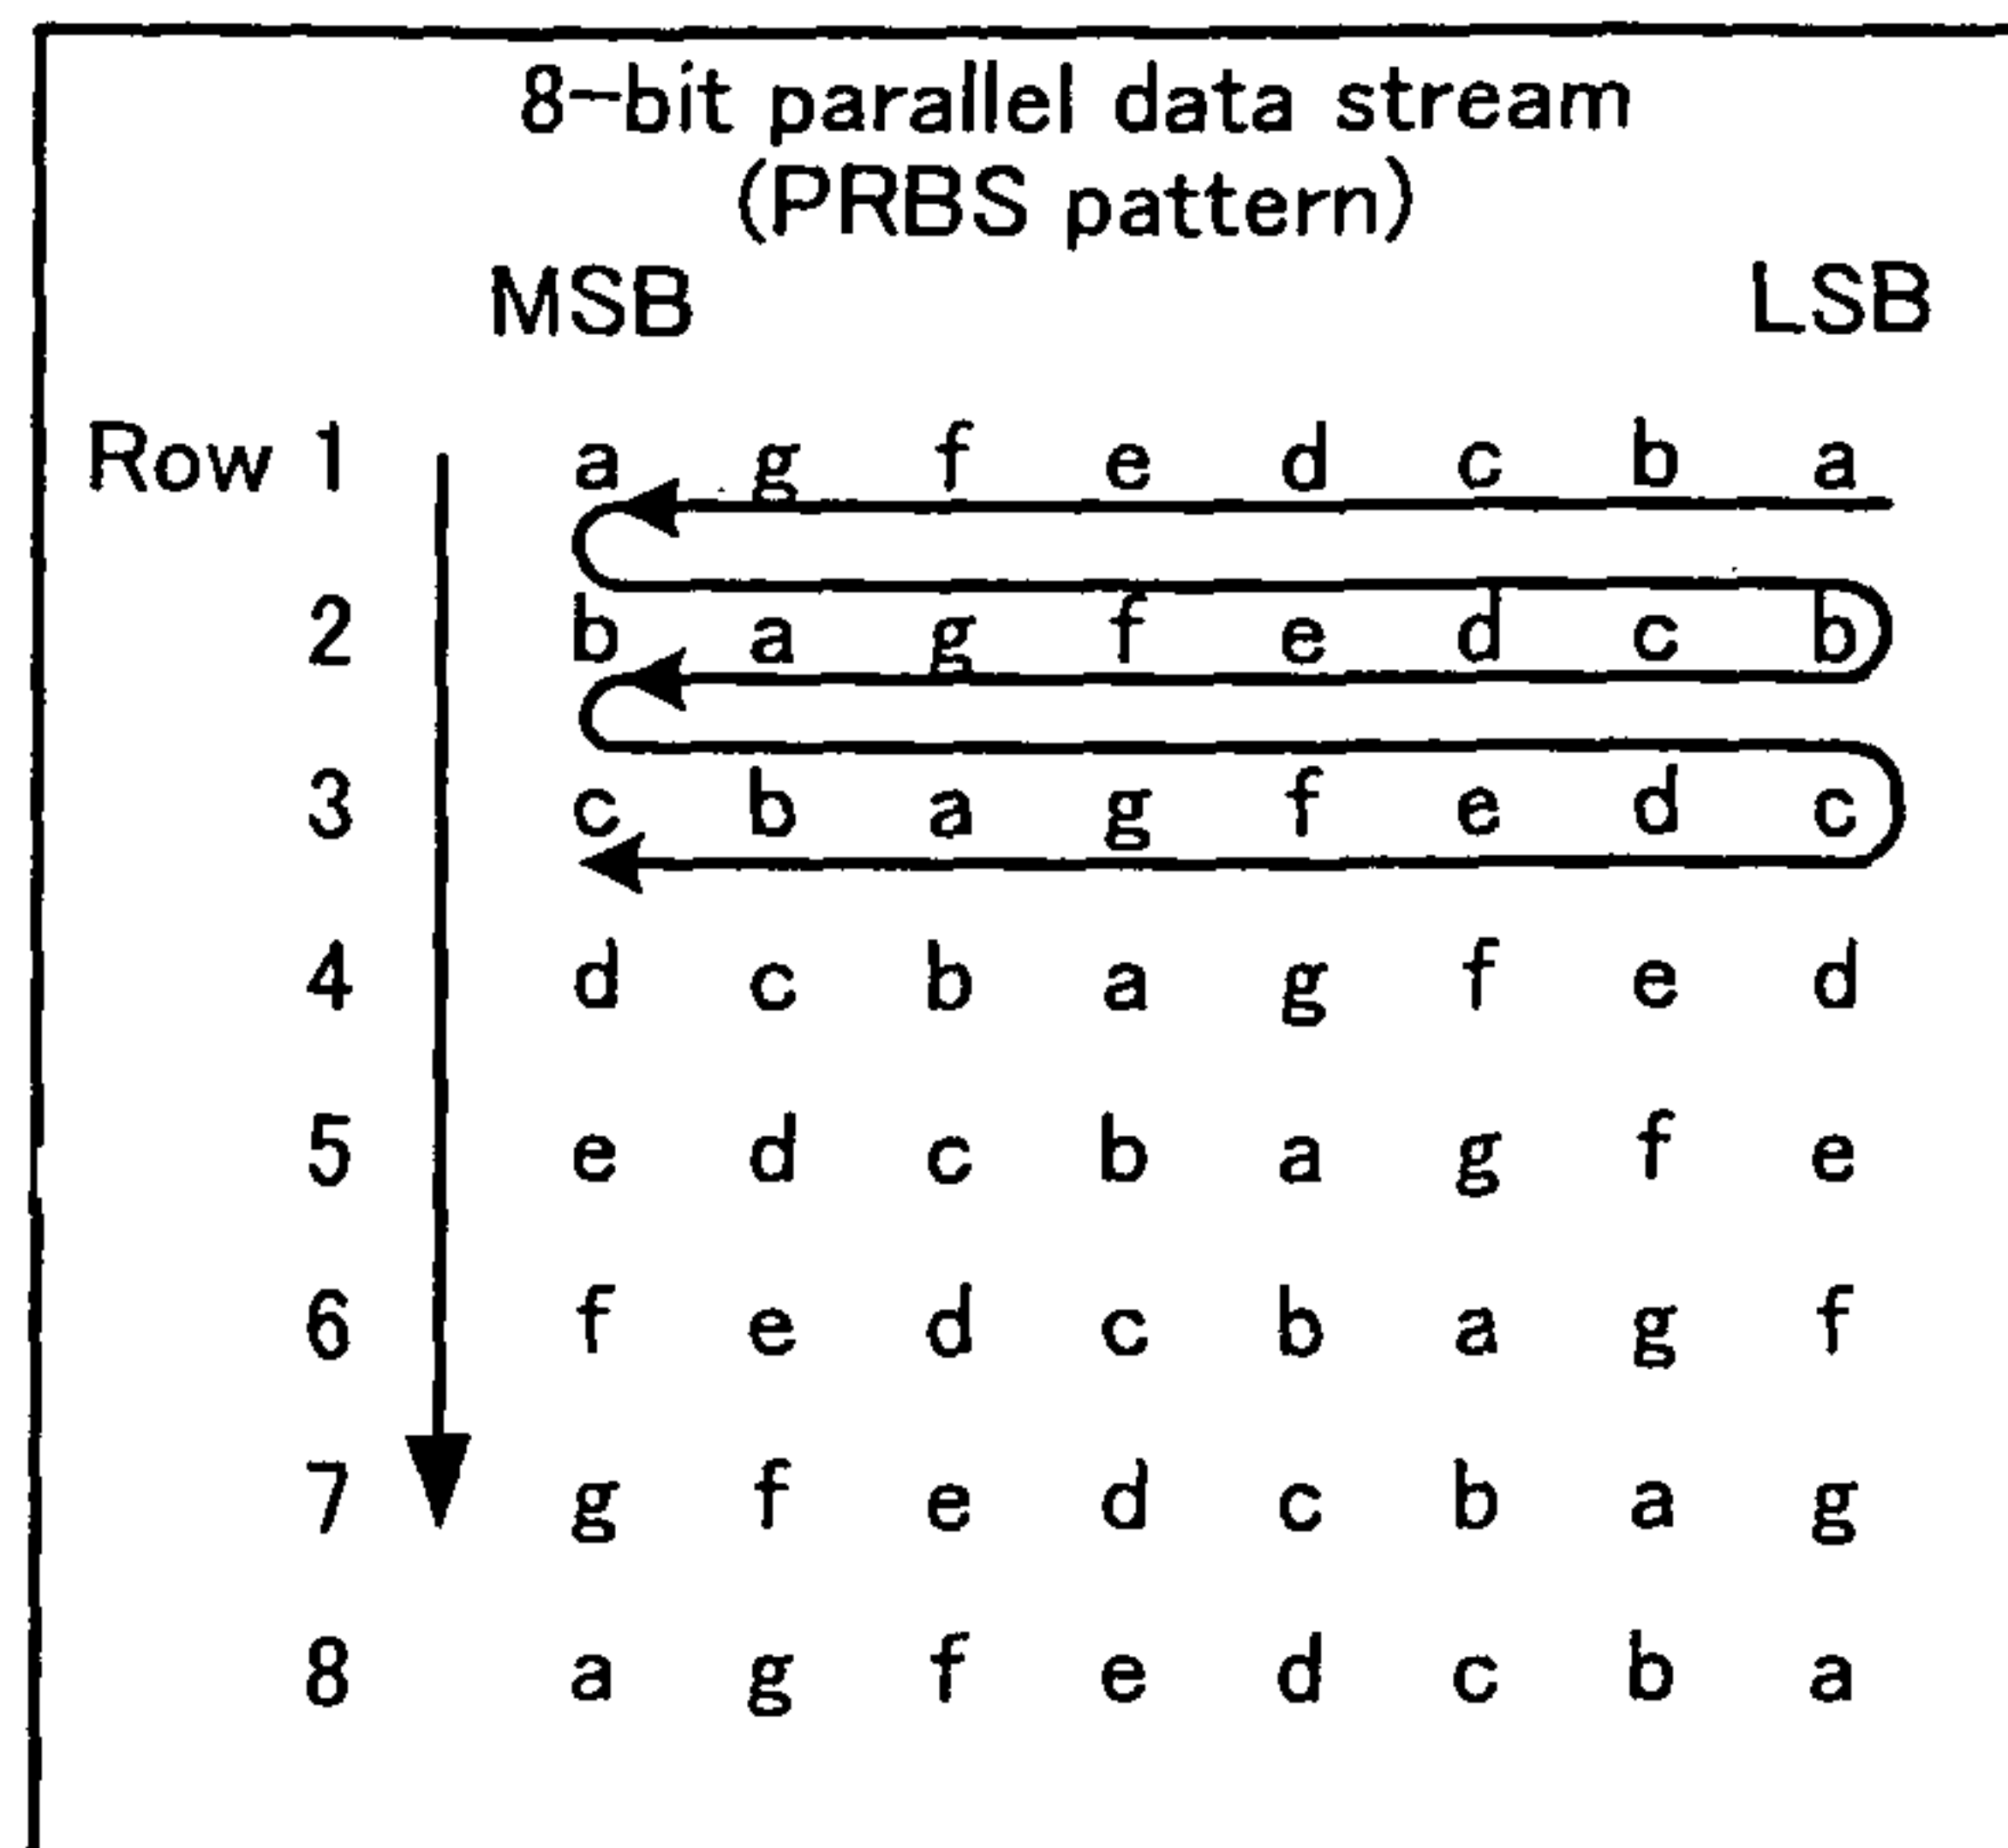 8-bit parallel data stream
(PRBS pattern)
MSB LSB
Row 1 a g f e d c b a
2 b a g f e d c b
3 c b a g f e d c
4 d c b a g f e d
5 e d c b a g f e
6 f e d c b a g f
7 g f e d c b a g
8 a g f e d c b a